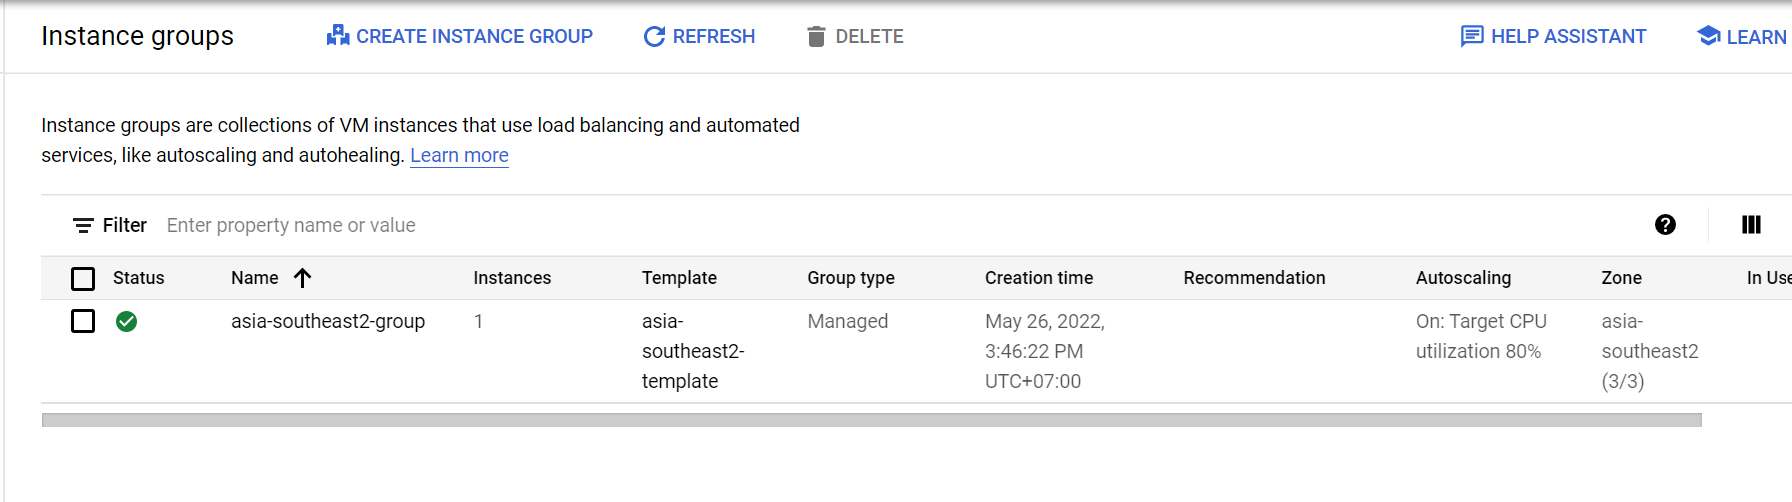 Instance groups CREATE INSTANCE GROUP REFRESH DELETE HELP ASSISTANT LEARN
Instance groups are collections of VM instances that use load balancing and automated
services, like autoscaling and autohealing. Learn more
Filter Enter property name or value
Status Name Instances Template Group type Creation time Recommendation Autoscaling Zone In Use
asia-southeast2-group 1 asia- Managed May 26, 2022, On: Target CPU asia-
southeast2- 3:46:22 PM utilization 80% southeast2
template UTC+07:00 (3/3)